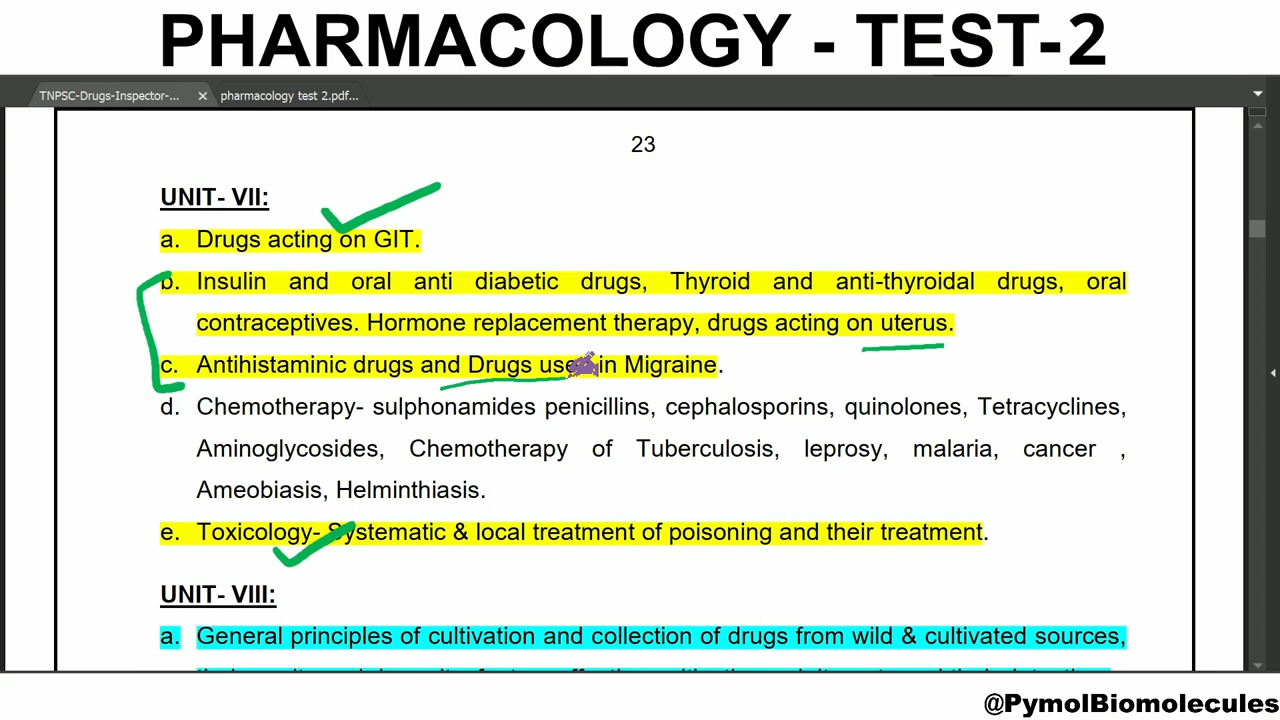 PHARMACOLOGY - TEST-2
TNPSC-Drugs-Inspector-... pharmacology test 2.pdf...
23
UNIT- VII:
a. Drugs acting on GIT.
b. Insulin and oral anti diabetic drugs, Thyroid and anti-thyroidal drugs, oral
contraceptives. Hormone replacement therapy, drugs acting on uterus.
c. Antihistaminic drugs and Drugs used in Migraine.
d. Chemotherapy- sulphonamides penicillins, cephalosporins, quinolones, Tetracyclines,
Aminoglycosides, Chemotherapy of Tuberculosis, leprosy, malaria, cancer ,
Ameobiasis, Helminthiasis.
e. Toxicology- Systematic & local treatment of poisoning and their treatment.
UNIT- VIII:
a. General principles of cultivation and collection of drugs from wild & cultivated sources,
@PymolBiomolecules